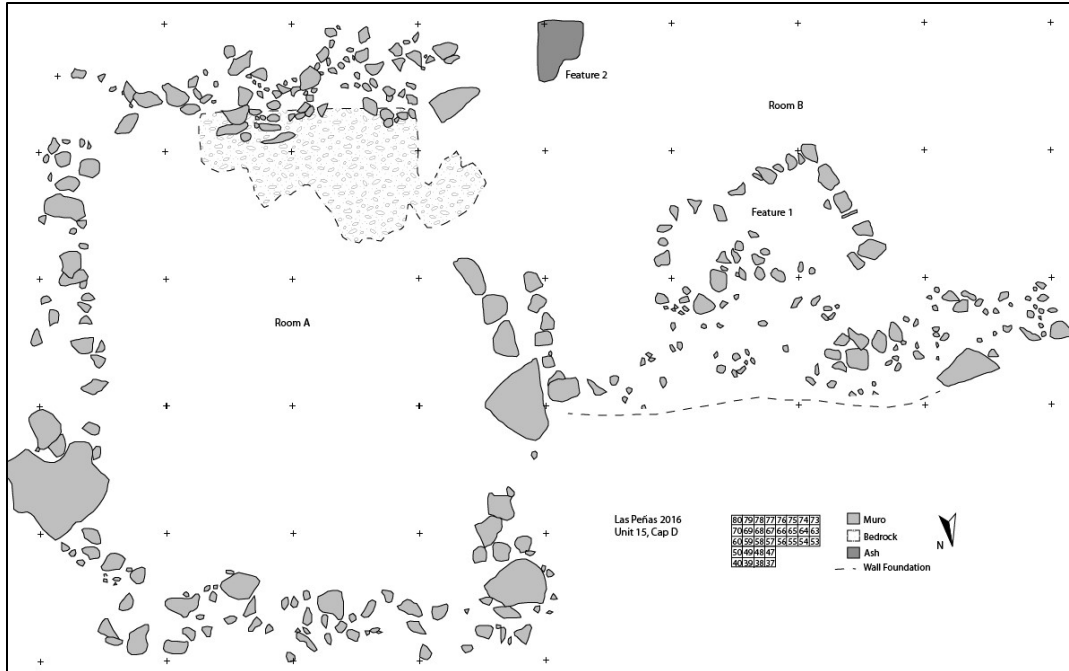 Feature 2
Room B
Feature 1
Room A
Las Peñas 2016
Unit 15, Cap D
80 79 78 77 76 75 74 73
70 69 68 67 66 65 64 63
60 59 58 57 56 55 54 53
50 49 48 47
40 39 38 37
Muro
Bedrock
Ash
Wall Foundation
N